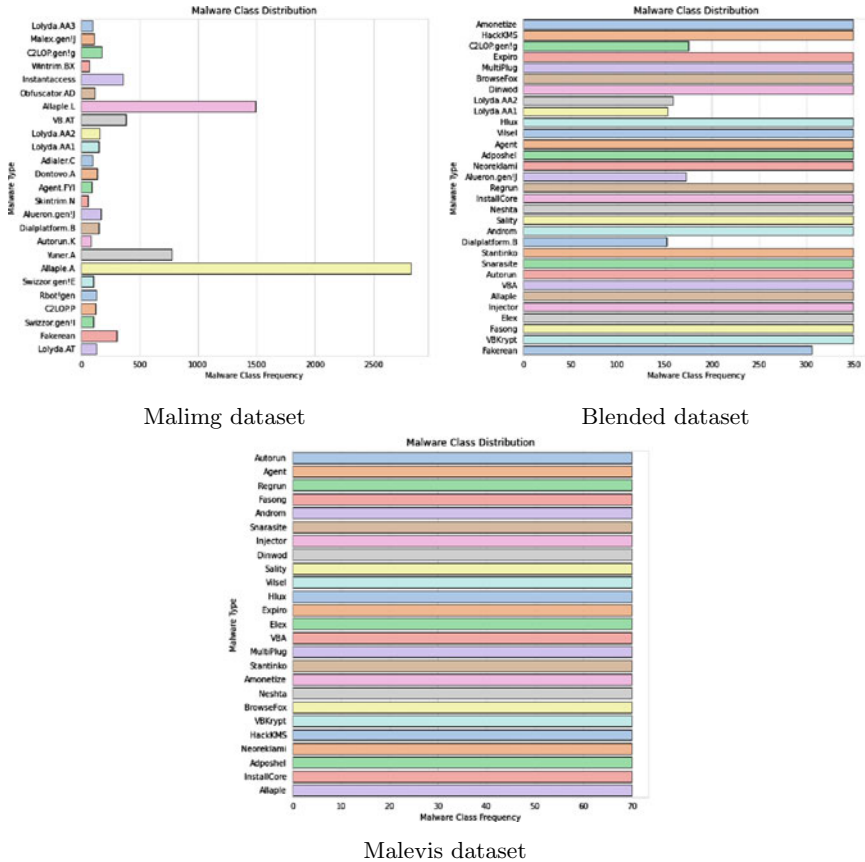 Malware Class Distribution
Malware Type
Lolyda.AA3
Malex.gen!J
C2LOP.gen!g
Wintrim.BX
Instantaccess
Obfuscator.AD
Allaple.L
VB.AT
Lolyda.AA2
Lolyda.AA1
Adialer.C
Dontovo.A
Agent.FYI
Skintrim.N
Alueron.gen!J
Dialplatform.B
Autorun.K
Yuner.A
Allaple.A
Swizzor.gen!E
Rbot!gen
C2LOP.P
Swizzor.gen!I
Fakerean
Lolyda.AT
0 500 1000 1500 2000 2500
Malware Class Frequency
Malimg dataset
Malware Class Distribution
Malware Type
Amonetize
HackKMS
C2LOP.gen!g
Expiro
MultiPlug
BrowseFox
Dinwod
Lolyda.AA2
Lolyda.AA1
Hlux
Vilsel
Agent
Adposhel
Neoreklami
Alueron.gen!J
Regrun
InstallCore
Neshta
Sality
Androm
Dialplatform.B
Stantinko
Snarasite
Autorun
VBA
Allaple
Injector
Elex
Fasong
VBKrypt
Fakerean
0 50 100 150 200 250 300 350
Malware Class Frequency
Blended dataset
Malware Class Distribution
Malware Type
Autorun
Agent
Regrun
Fasong
Androm
Snarasite
Injector
Dinwod
Sality
Vilsel
Hlux
Expiro
Elex
VBA
MultiPlug
Stantinko
Amonetize
Neshta
BrowseFox
VBKrypt
HackKMS
Neoreklami
Adposhel
InstallCore
Allaple
0 10 20 30 40 50 60 70
Malware Class Frequency
Malevis dataset